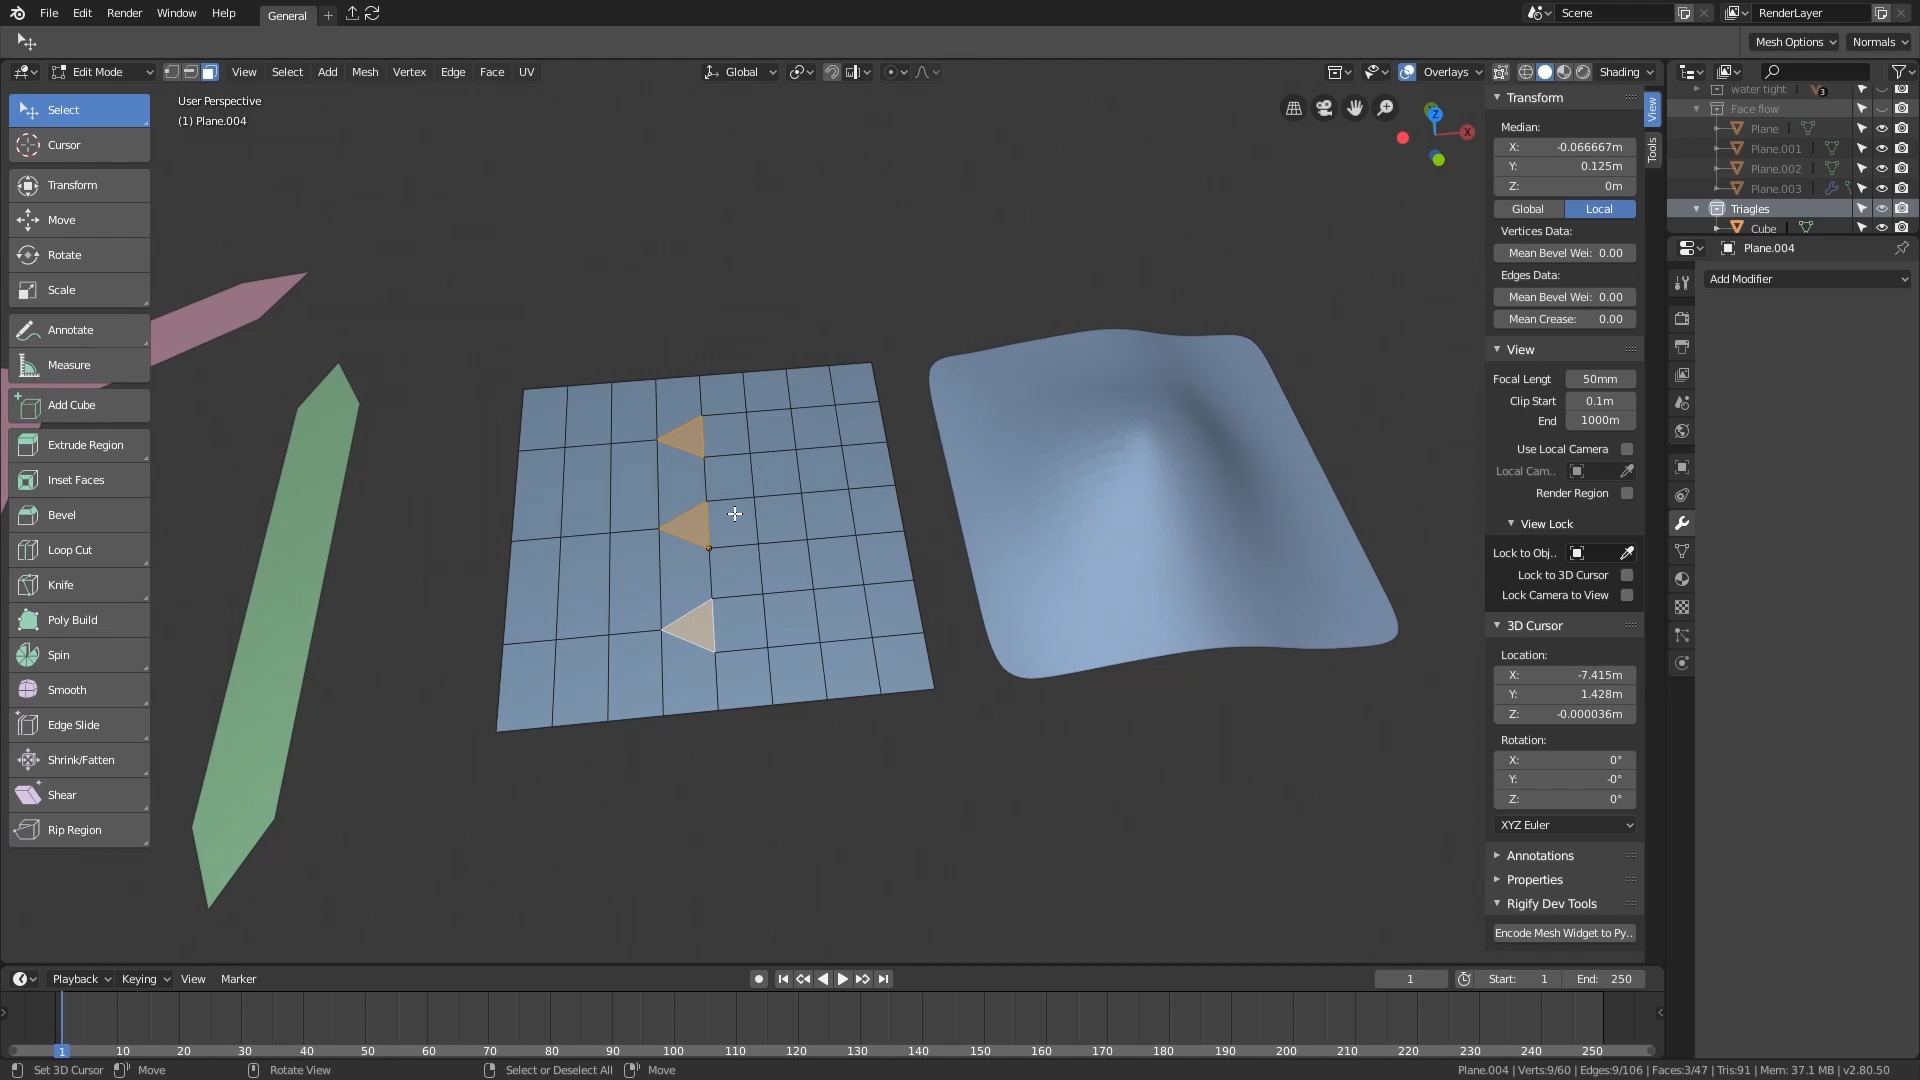 File Edit Render Window Help General Scene RenderLayer
Mesh Options Normals
Edit Mode View Select Add Mesh Vertex Edge Face UV Global Overlays Shading
User Perspective
(1) Plane.004
Select
Cursor
Transform
Move
Rotate
Scale
Annotate
Measure
Add Cube
Extrude Region
Inset Faces
Bevel
Loop Cut
Knife
Poly Build
Spin
Smooth
Edge Slide
Shrink/Fatten
Shear
Rip Region
Z
X
Transform
Median:
X: -0.066667m
Y: 0.125m
Z: 0m
Global Local
Vertices Data:
Mean Bevel Wei: 0.00
Edges Data:
Mean Bevel Wei: 0.00
Mean Crease: 0.00
View
Focal Lengt 50mm
Clip Start 0.1m
End 1000m
Use Local Camera
Local Cam..
Render Region
View Lock
Lock to Obj..
Lock to 3D Cursor
Lock Camera to View
3D Cursor
Location:
X: -7.415m
Y: 1.428m
Z: -0.000036m
Rotation:
X: 0°
Y: -0°
Z: 0°
XYZ Euler
Annotations
Properties
Rigify Dev Tools
Encode Mesh Widget to Py..
View
Tools
water tight 3
Face flow
Plane
Plane.001
Plane.002
Plane.003
Triagles
Cube
Plane.004
Add Modifier
Playback Keying View Marker 1 Start: 1 End: 250
1 10 20 30 40 50 60 70 80 90 100 110 120 130 140 150 160 170 180 190 200 210 220 230 240 250
Set 3D Cursor Move Rotate View Select or Deselect All Move Plane.004 | Verts:9/60 | Edges:9/106 | Faces:3/47 | Tris:91 | Mem: 37.1 MB | v2.80.50